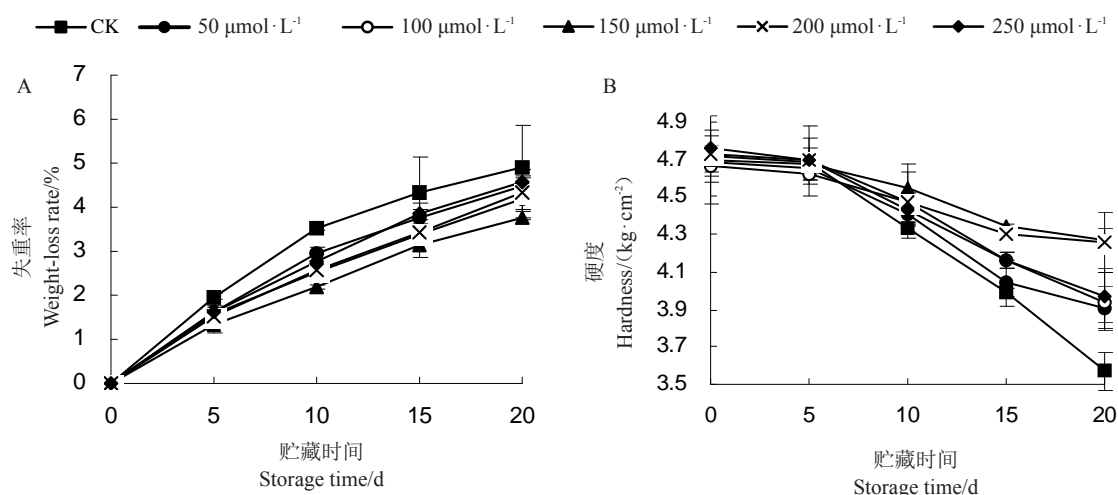 CK 50 μmol·L⁻¹ 100 μmol·L⁻¹ 150 μmol·L⁻¹ 200 μmol·L⁻¹ 250 μmol·L⁻¹
A
失重率
Weight-loss rate/%
7
6
5
4
3
2
1
0
0 5 10 15 20
贮藏时间
Storage time/d
B
硬度
Hardness/(kg·cm⁻²)
4.9
4.7
4.5
4.3
4.1
3.9
3.7
3.5
0 5 10 15 20
贮藏时间
Storage time/d